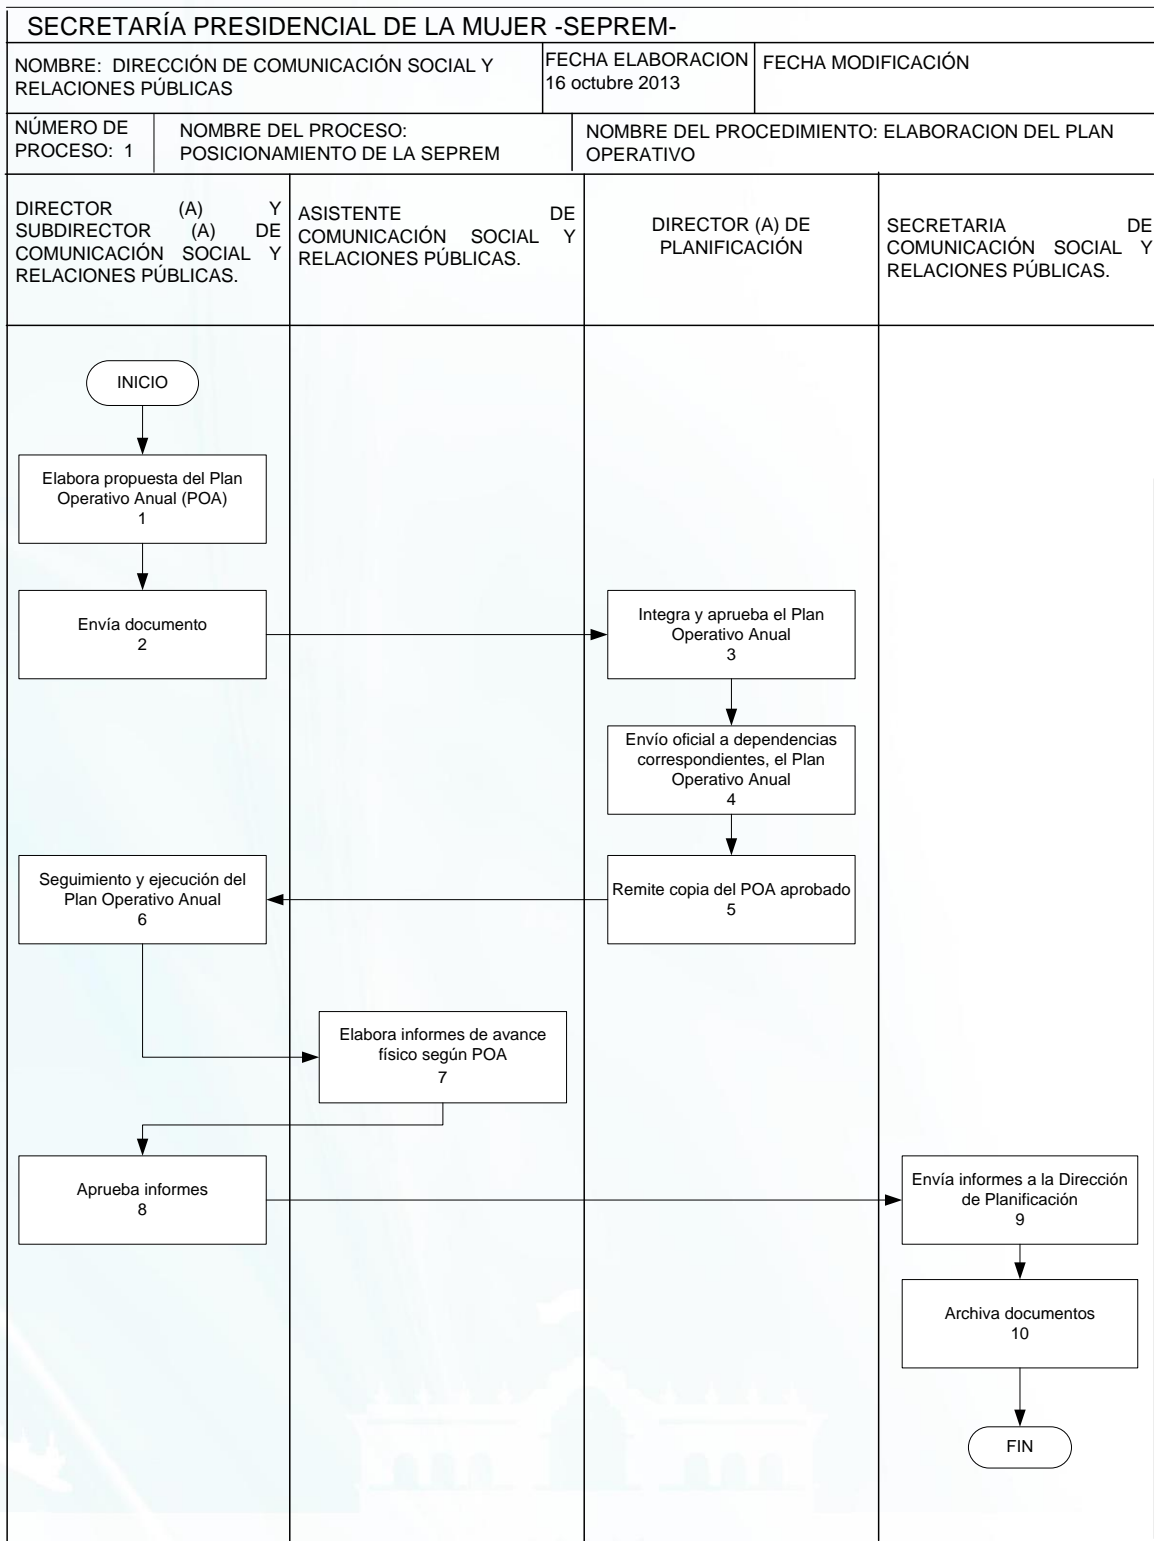 SECRETARÍA PRESIDENCIAL DE LA MUJER -SEPREM-
NOMBRE: DIRECCIÓN DE COMUNICACIÓN SOCIAL Y
RELACIONES PÚBLICAS
FECHA ELABORACION
16 octubre 2013
FECHA MODIFICACIÓN
NÚMERO DE
PROCESO: 1
NOMBRE DEL PROCESO:
POSICIONAMIENTO DE LA SEPREM
NOMBRE DEL PROCEDIMIENTO: ELABORACION DEL PLAN
OPERATIVO
DIRECTOR (A) Y
SUBDIRECTOR (A) DE
COMUNICACIÓN SOCIAL Y
RELACIONES PÚBLICAS.
ASISTENTE DE
COMUNICACIÓN SOCIAL Y
RELACIONES PÚBLICAS.
DIRECTOR (A) DE
PLANIFICACIÓN
SECRETARIA DE
COMUNICACIÓN SOCIAL Y
RELACIONES PÚBLICAS.
INICIO
Elabora propuesta del Plan
Operativo Anual (POA)
1
Envía documento
2
Integra y aprueba el Plan
Operativo Anual
3
Envío oficial a dependencias
correspondientes, el Plan
Operativo Anual
4
Remite copia del POA aprobado
5
Seguimiento y ejecución del
Plan Operativo Anual
6
Elabora informes de avance
físico según POA
7
Aprueba informes
8
Envía informes a la Dirección
de Planificación
9
Archiva documentos
10
FIN